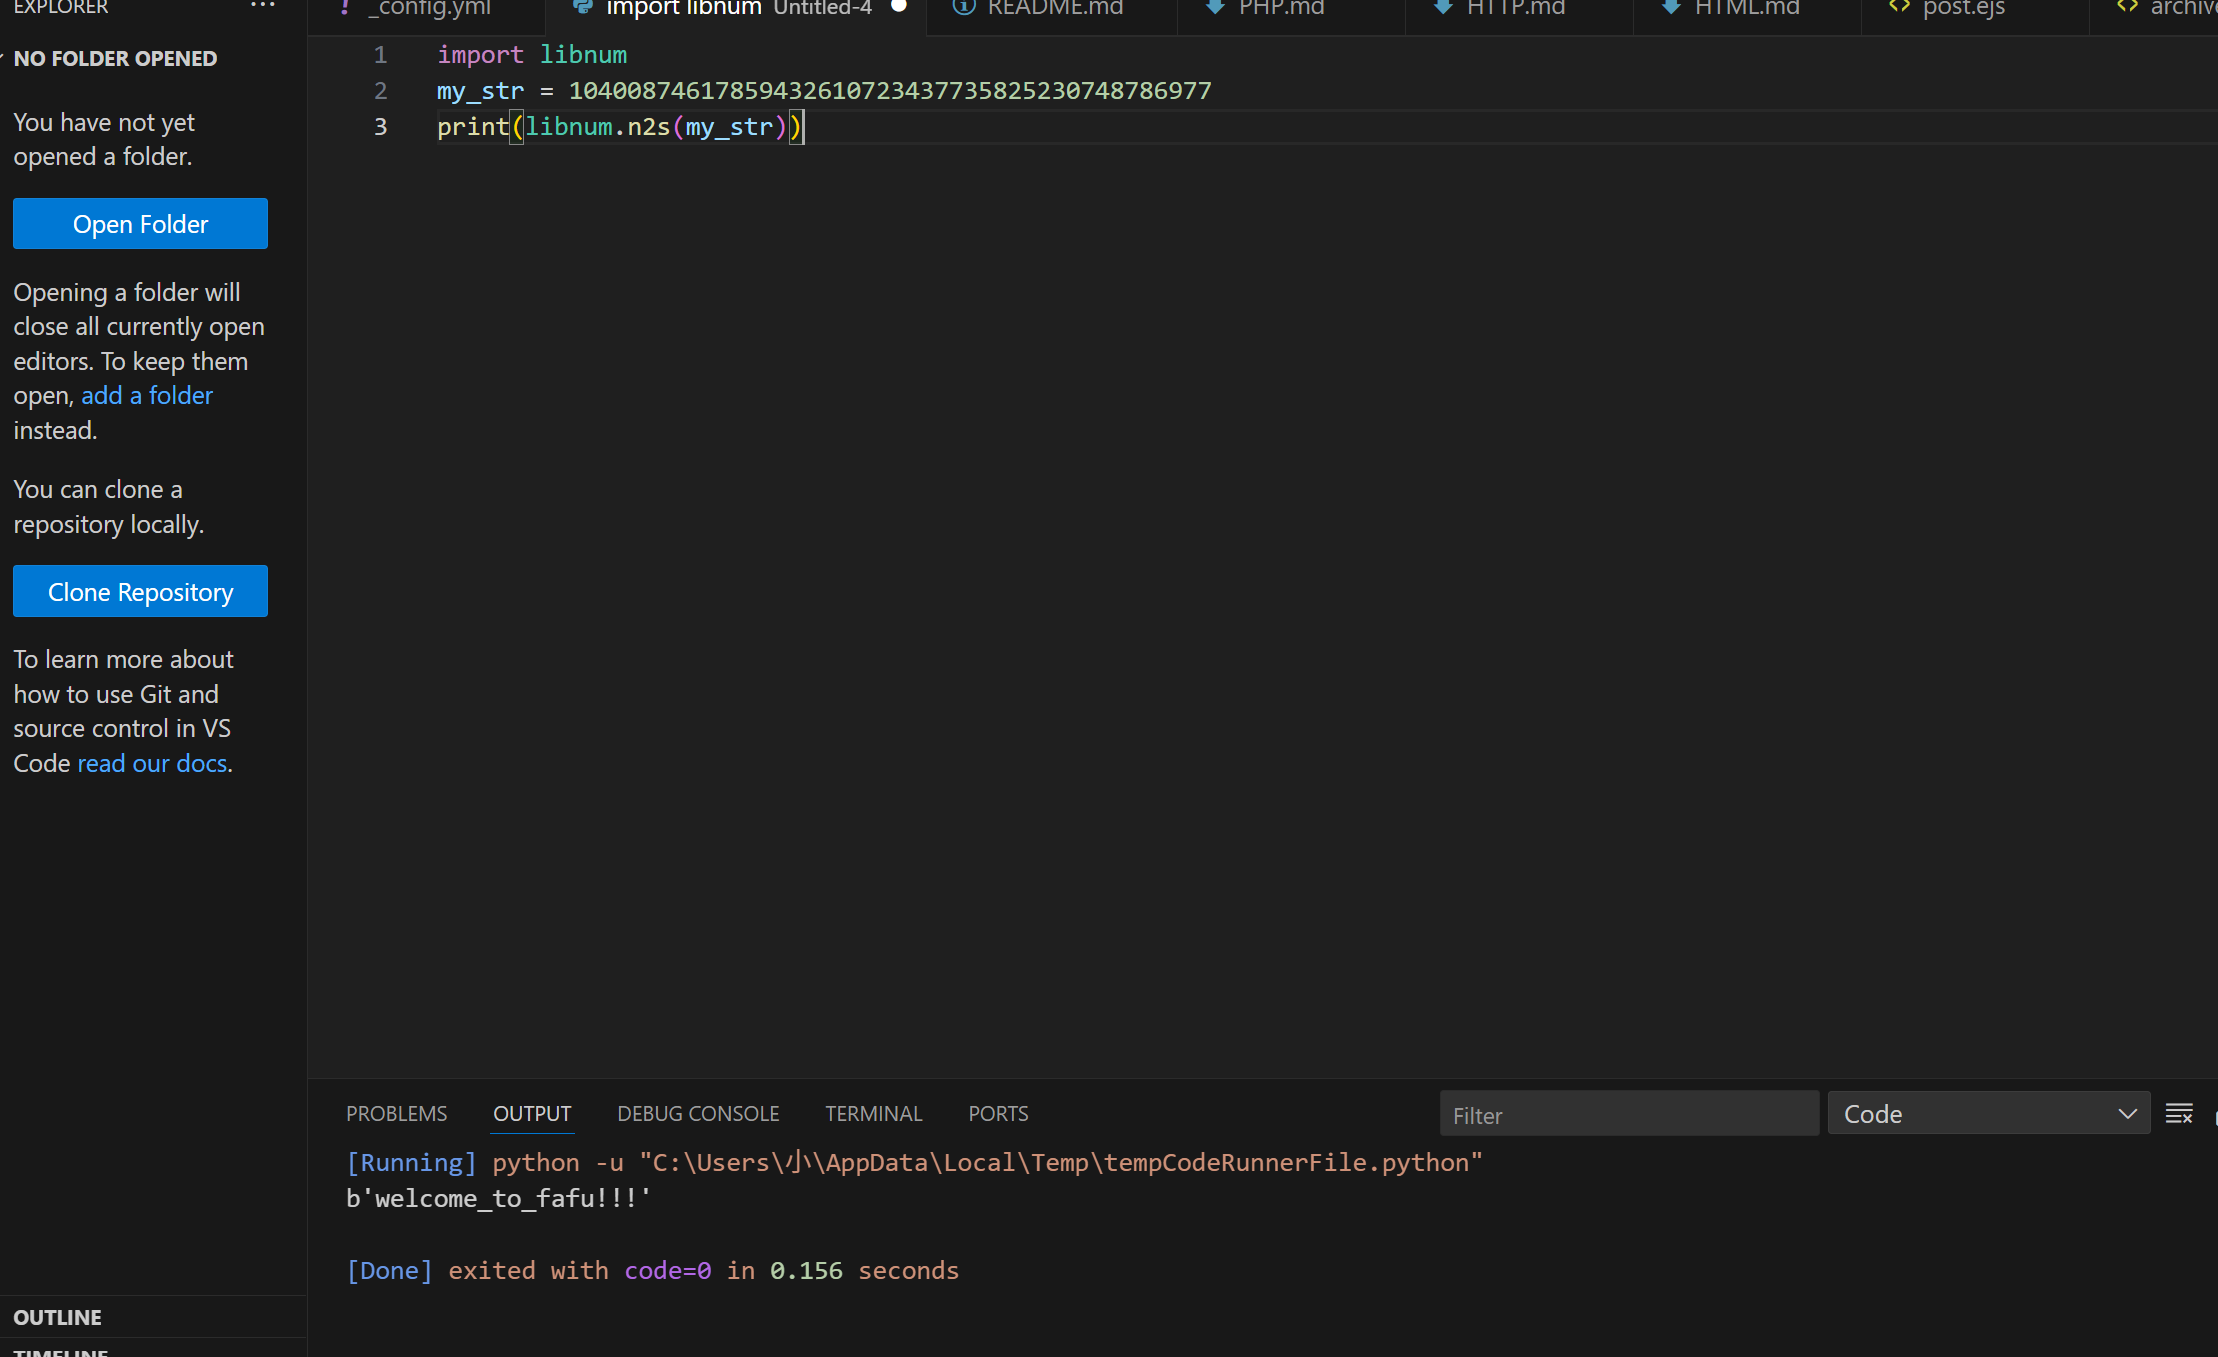 EXPLORER ...
NO FOLDER OPENED
You have not yet
opened a folder.
Open Folder
Opening a folder will
close all currently open
editors. To keep them
open, add a folder
instead.
You can clone a
repository locally.
Clone Repository
To learn more about
how to use Git and
source control in VS
Code read our docs.
OUTLINE
TIMELINE
! _config.yml
import libnum Untitled-4
README.md
PHP.md
HTTP.md
HTML.md
<> post.ejs
<> archive
1 import libnum
2 my_str = 10400874617859432610723437735825230748786977
3 print(libnum.n2s(my_str))
PROBLEMS OUTPUT DEBUG CONSOLE TERMINAL PORTS
Filter
Code
[Running] python -u "C:\Users\小\AppData\Local\Temp\tempCodeRunnerFile.python"
b'welcome_to_fafu!!!'
[Done] exited with code=0 in 0.156 seconds